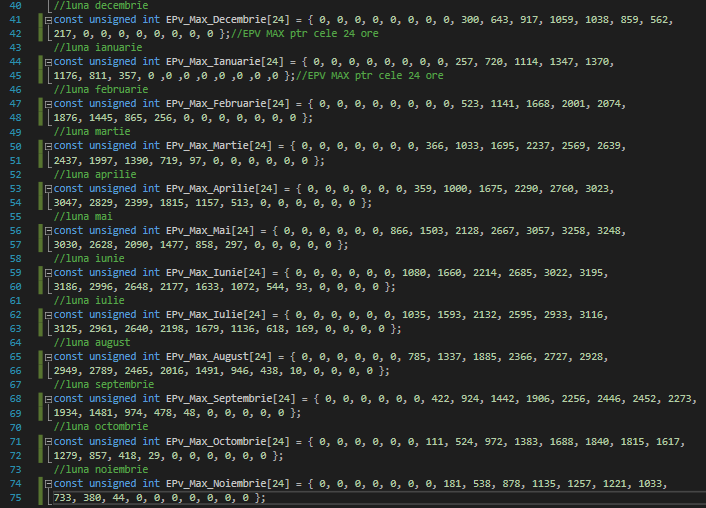 40 //luna decembrie
41 const unsigned int EPv_Max_Decembrie[24] = { 0, 0, 0, 0, 0, 0, 0, 0, 300, 643, 917, 1059, 1038, 859, 562,
42 217, 0, 0, 0, 0, 0, 0, 0, 0 };//EPV MAX ptr cele 24 ore
43 //luna ianuarie
44 const unsigned int EPv_Max_Ianuarie[24] = { 0, 0, 0, 0, 0, 0, 0, 0, 257, 720, 1114, 1347, 1370,
45 1176, 811, 357, 0 ,0 ,0 ,0 ,0 ,0 ,0 ,0 };//EPV MAX ptr cele 24 ore
46 //luna februarie
47 const unsigned int EPv_Max_Februarie[24] = { 0, 0, 0, 0, 0, 0, 0, 0, 523, 1141, 1668, 2001, 2074,
48 1876, 1445, 865, 256, 0, 0, 0, 0, 0, 0, 0 };
49 //luna martie
50 const unsigned int EPv_Max_Martie[24] = { 0, 0, 0, 0, 0, 0, 0, 366, 1033, 1695, 2237, 2569, 2639,
51 2437, 1997, 1390, 719, 97, 0, 0, 0, 0, 0, 0 };
52 //luna aprilie
53 const unsigned int EPv_Max_Aprilie[24] = { 0, 0, 0, 0, 0, 0, 359, 1000, 1675, 2290, 2760, 3023,
54 3047, 2829, 2399, 1815, 1157, 513, 0, 0, 0, 0, 0, 0 };
55 //luna mai
56 const unsigned int EPv_Max_Mai[24] = { 0, 0, 0, 0, 0, 0, 866, 1503, 2128, 2667, 3057, 3258, 3248,
57 3030, 2628, 2090, 1477, 858, 297, 0, 0, 0, 0, 0 };
58 //luna iunie
59 const unsigned int EPv_Max_Iunie[24] = { 0, 0, 0, 0, 0, 0, 1080, 1660, 2214, 2685, 3022, 3195,
60 3186, 2996, 2648, 2177, 1633, 1072, 544, 93, 0, 0, 0, 0 };
61 //luna iulie
62 const unsigned int EPv_Max_Iulie[24] = { 0, 0, 0, 0, 0, 0, 1035, 1593, 2132, 2595, 2933, 3116,
63 3125, 2961, 2640, 2198, 1679, 1136, 618, 169, 0, 0, 0, 0 };
64 //luna august
65 const unsigned int EPv_Max_August[24] = { 0, 0, 0, 0, 0, 0, 785, 1337, 1885, 2366, 2727, 2928,
66 2949, 2789, 2465, 2016, 1491, 946, 438, 10, 0, 0, 0, 0 };
67 //luna septembrie
68 const unsigned int EPv_Max_Septembrie[24] = { 0, 0, 0, 0, 0, 0, 422, 924, 1442, 1906, 2256, 2446, 2452, 2273,
69 1934, 1481, 974, 478, 48, 0, 0, 0, 0, 0 };
70 //luna octombrie
71 const unsigned int EPv_Max_Octombrie[24] = { 0, 0, 0, 0, 0, 0, 111, 524, 972, 1383, 1688, 1840, 1815, 1617,
72 1279, 857, 418, 29, 0, 0, 0, 0, 0, 0 };
73 //luna noiembrie
74 const unsigned int EPv_Max_Noiembrie[24] = { 0, 0, 0, 0, 0, 0, 0, 181, 538, 878, 1135, 1257, 1221, 1033,
75 733, 380, 44, 0, 0, 0, 0, 0, 0, 0 };